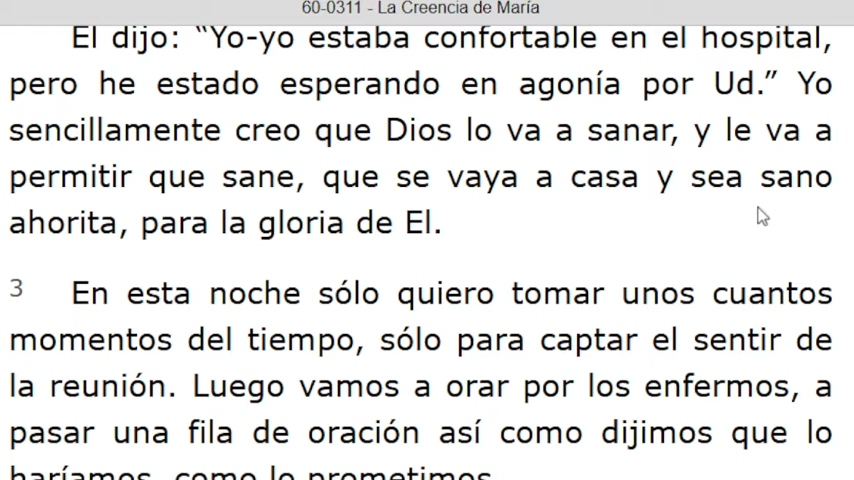 60-0311 - La Creencia de María
El dijo: “Yo-yo estaba confortable en el hospital,
pero he estado esperando en agonía por Ud.” Yo
sencillamente creo que Dios lo va a sanar, y le va a
permitir que sane, que se vaya a casa y sea sano
ahorita, para la gloria de El.
3 En esta noche sólo quiero tomar unos cuantos
momentos del tiempo, sólo para captar el sentir de
la reunión. Luego vamos a orar por los enfermos, a
pasar una fila de oración así como dijimos que lo
haríamos, como lo prometimos.